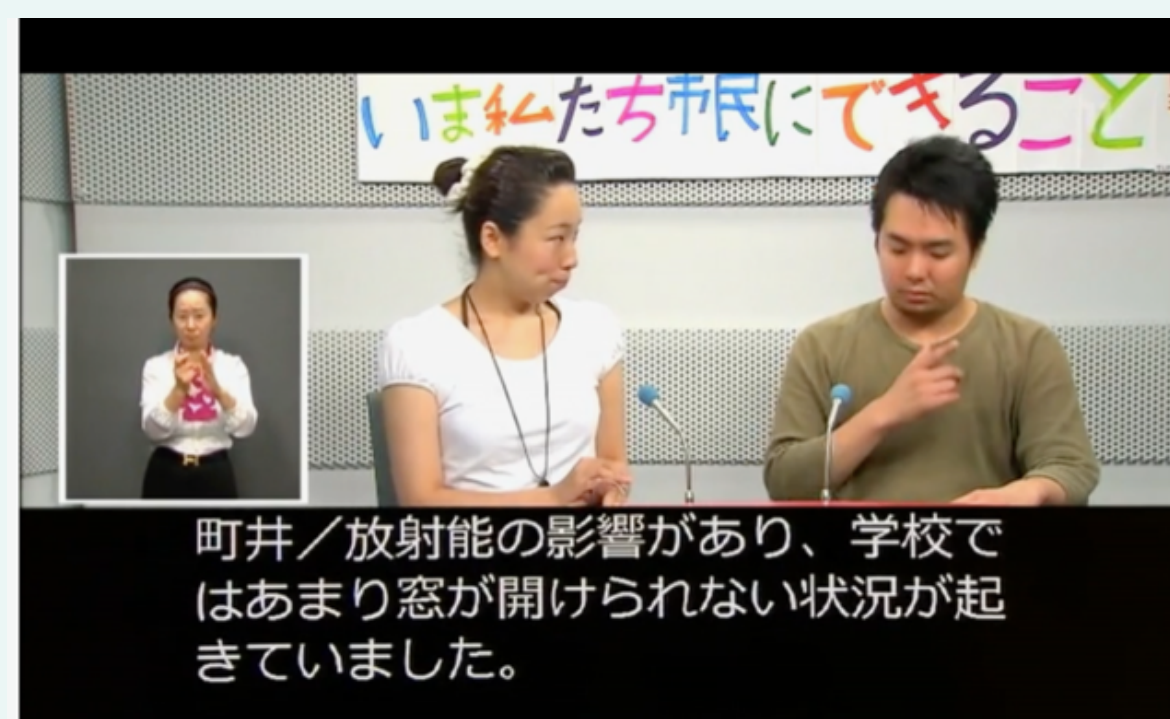 いま私たち市民にできること
町井／放射能の影響があり、学校で
はあまり窓が開けられない状況が起
きていました。